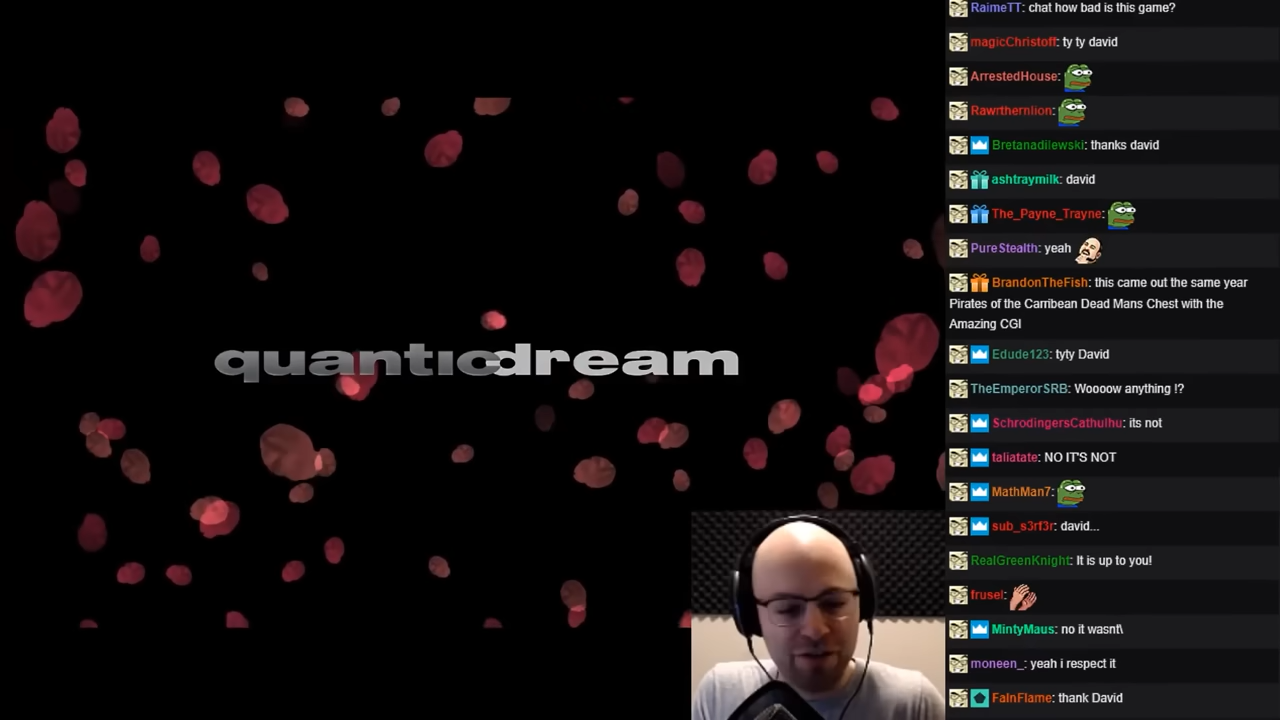 quanticdream
RaimeTT: chat how bad is this game?
magicChristoff: ty ty david
ArrestedHouse:
Rawrthernlion:
Bretanadilewski: thanks david
ashtraymilk: david
The_Payne_Trayne:
PureStealth: yeah
BrandonTheFish: this came out the same year
Pirates of the Carribean Dead Mans Chest with the
Amazing CGI
Edude123: tyty David
TheEmperorSRB: Woooow anything !?
SchrodingersCathulhu: its not
taliatate: NO IT'S NOT
MathMan7:
sub_s3rf3r: david...
RealGreenKnight: It is up to you!
frusel:
MintyMaus: no it wasnt\
moneen_: yeah i respect it
FalnFlame: thank David